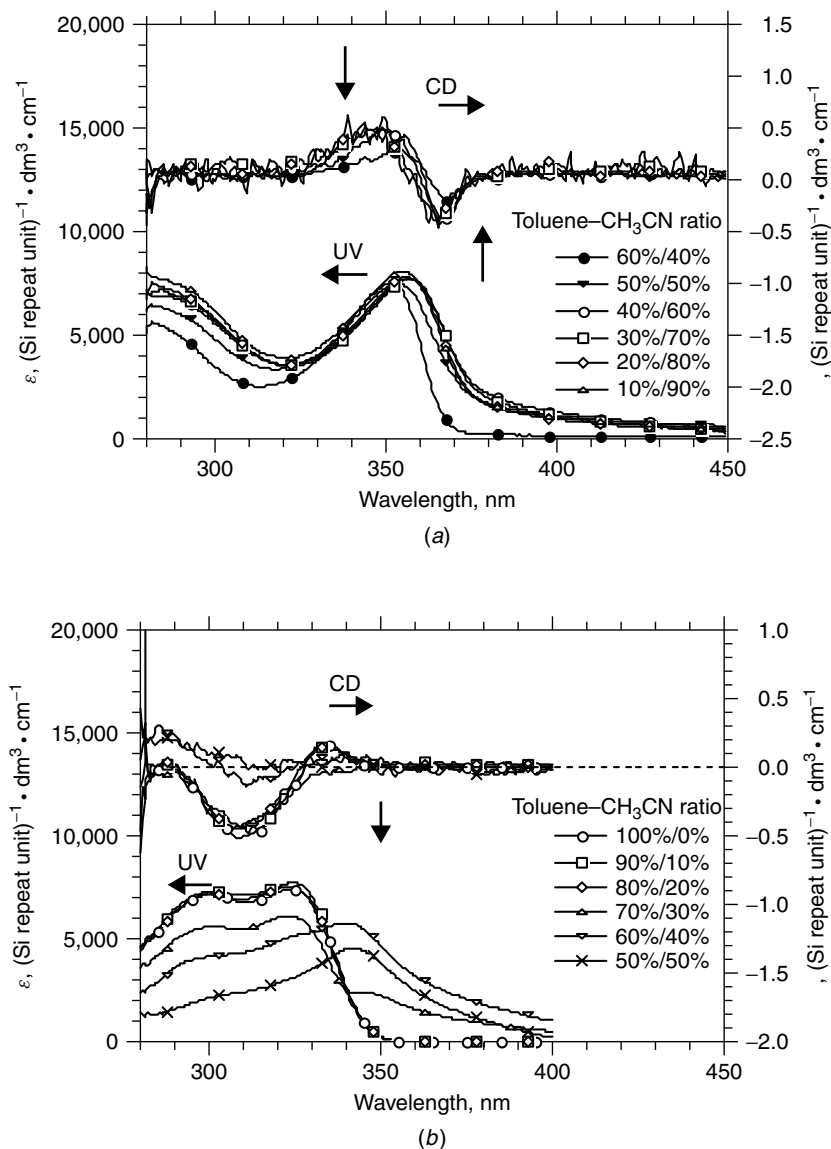 20,000
15,000
10,000
5,000
0
ε, (Si repeat unit)⁻¹ • dm³ • cm⁻¹
1.5
1.0
0.5
0.0
−0.5
−1.0
−1.5
−2.0
−2.5
, (Si repeat unit)⁻¹ • dm³ • cm⁻¹
CD
UV
Toluene–CH₃CN ratio
60%/40%
50%/50%
40%/60%
30%/70%
20%/80%
10%/90%
300 350 400 450
Wavelength, nm
(a)
20,000
15,000
10,000
5,000
0
ε, (Si repeat unit)⁻¹ • dm³ • cm⁻¹
1.0
0.5
0.0
−0.5
−1.0
−1.5
−2.0
, (Si repeat unit)⁻¹ • dm³ • cm⁻¹
CD
UV
Toluene–CH₃CN ratio
100%/0%
90%/10%
80%/20%
70%/30%
60%/40%
50%/50%
300 350 400 450
Wavelength, nm
(b)